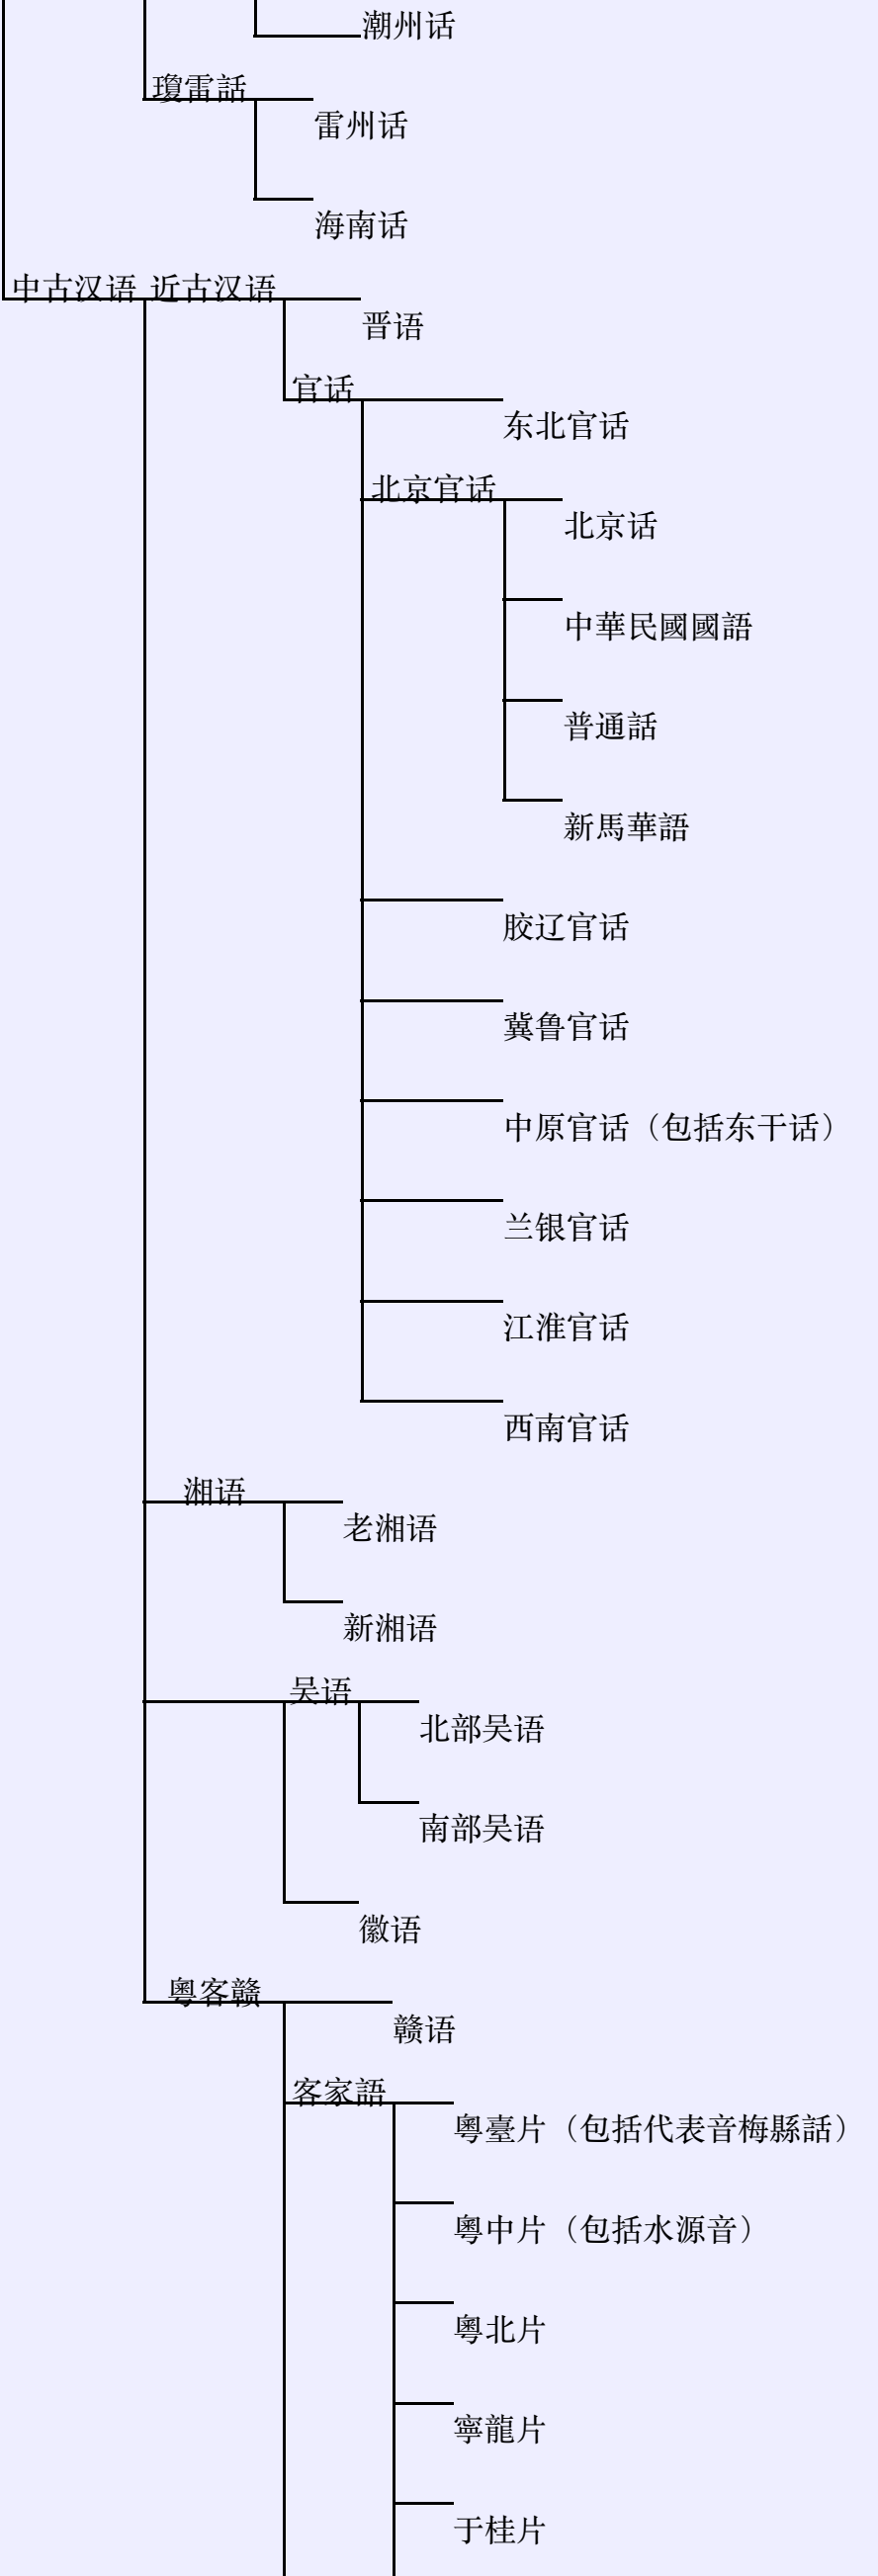 潮州话
瓊雷話
雷州话
海南话
中古汉语 近古汉语
晋语
官话
东北官话
北京官话
北京话
中華民國國語
普通話
新馬華語
胶辽官话
冀鲁官话
中原官话（包括东干话）
兰银官话
江淮官话
西南官话
湘语
老湘语
新湘语
吴语
北部吴语
南部吴语
徽语
粵客赣
赣语
客家語
粵臺片（包括代表音梅縣話）
粵中片（包括水源音）
粵北片
寧龍片
于桂片